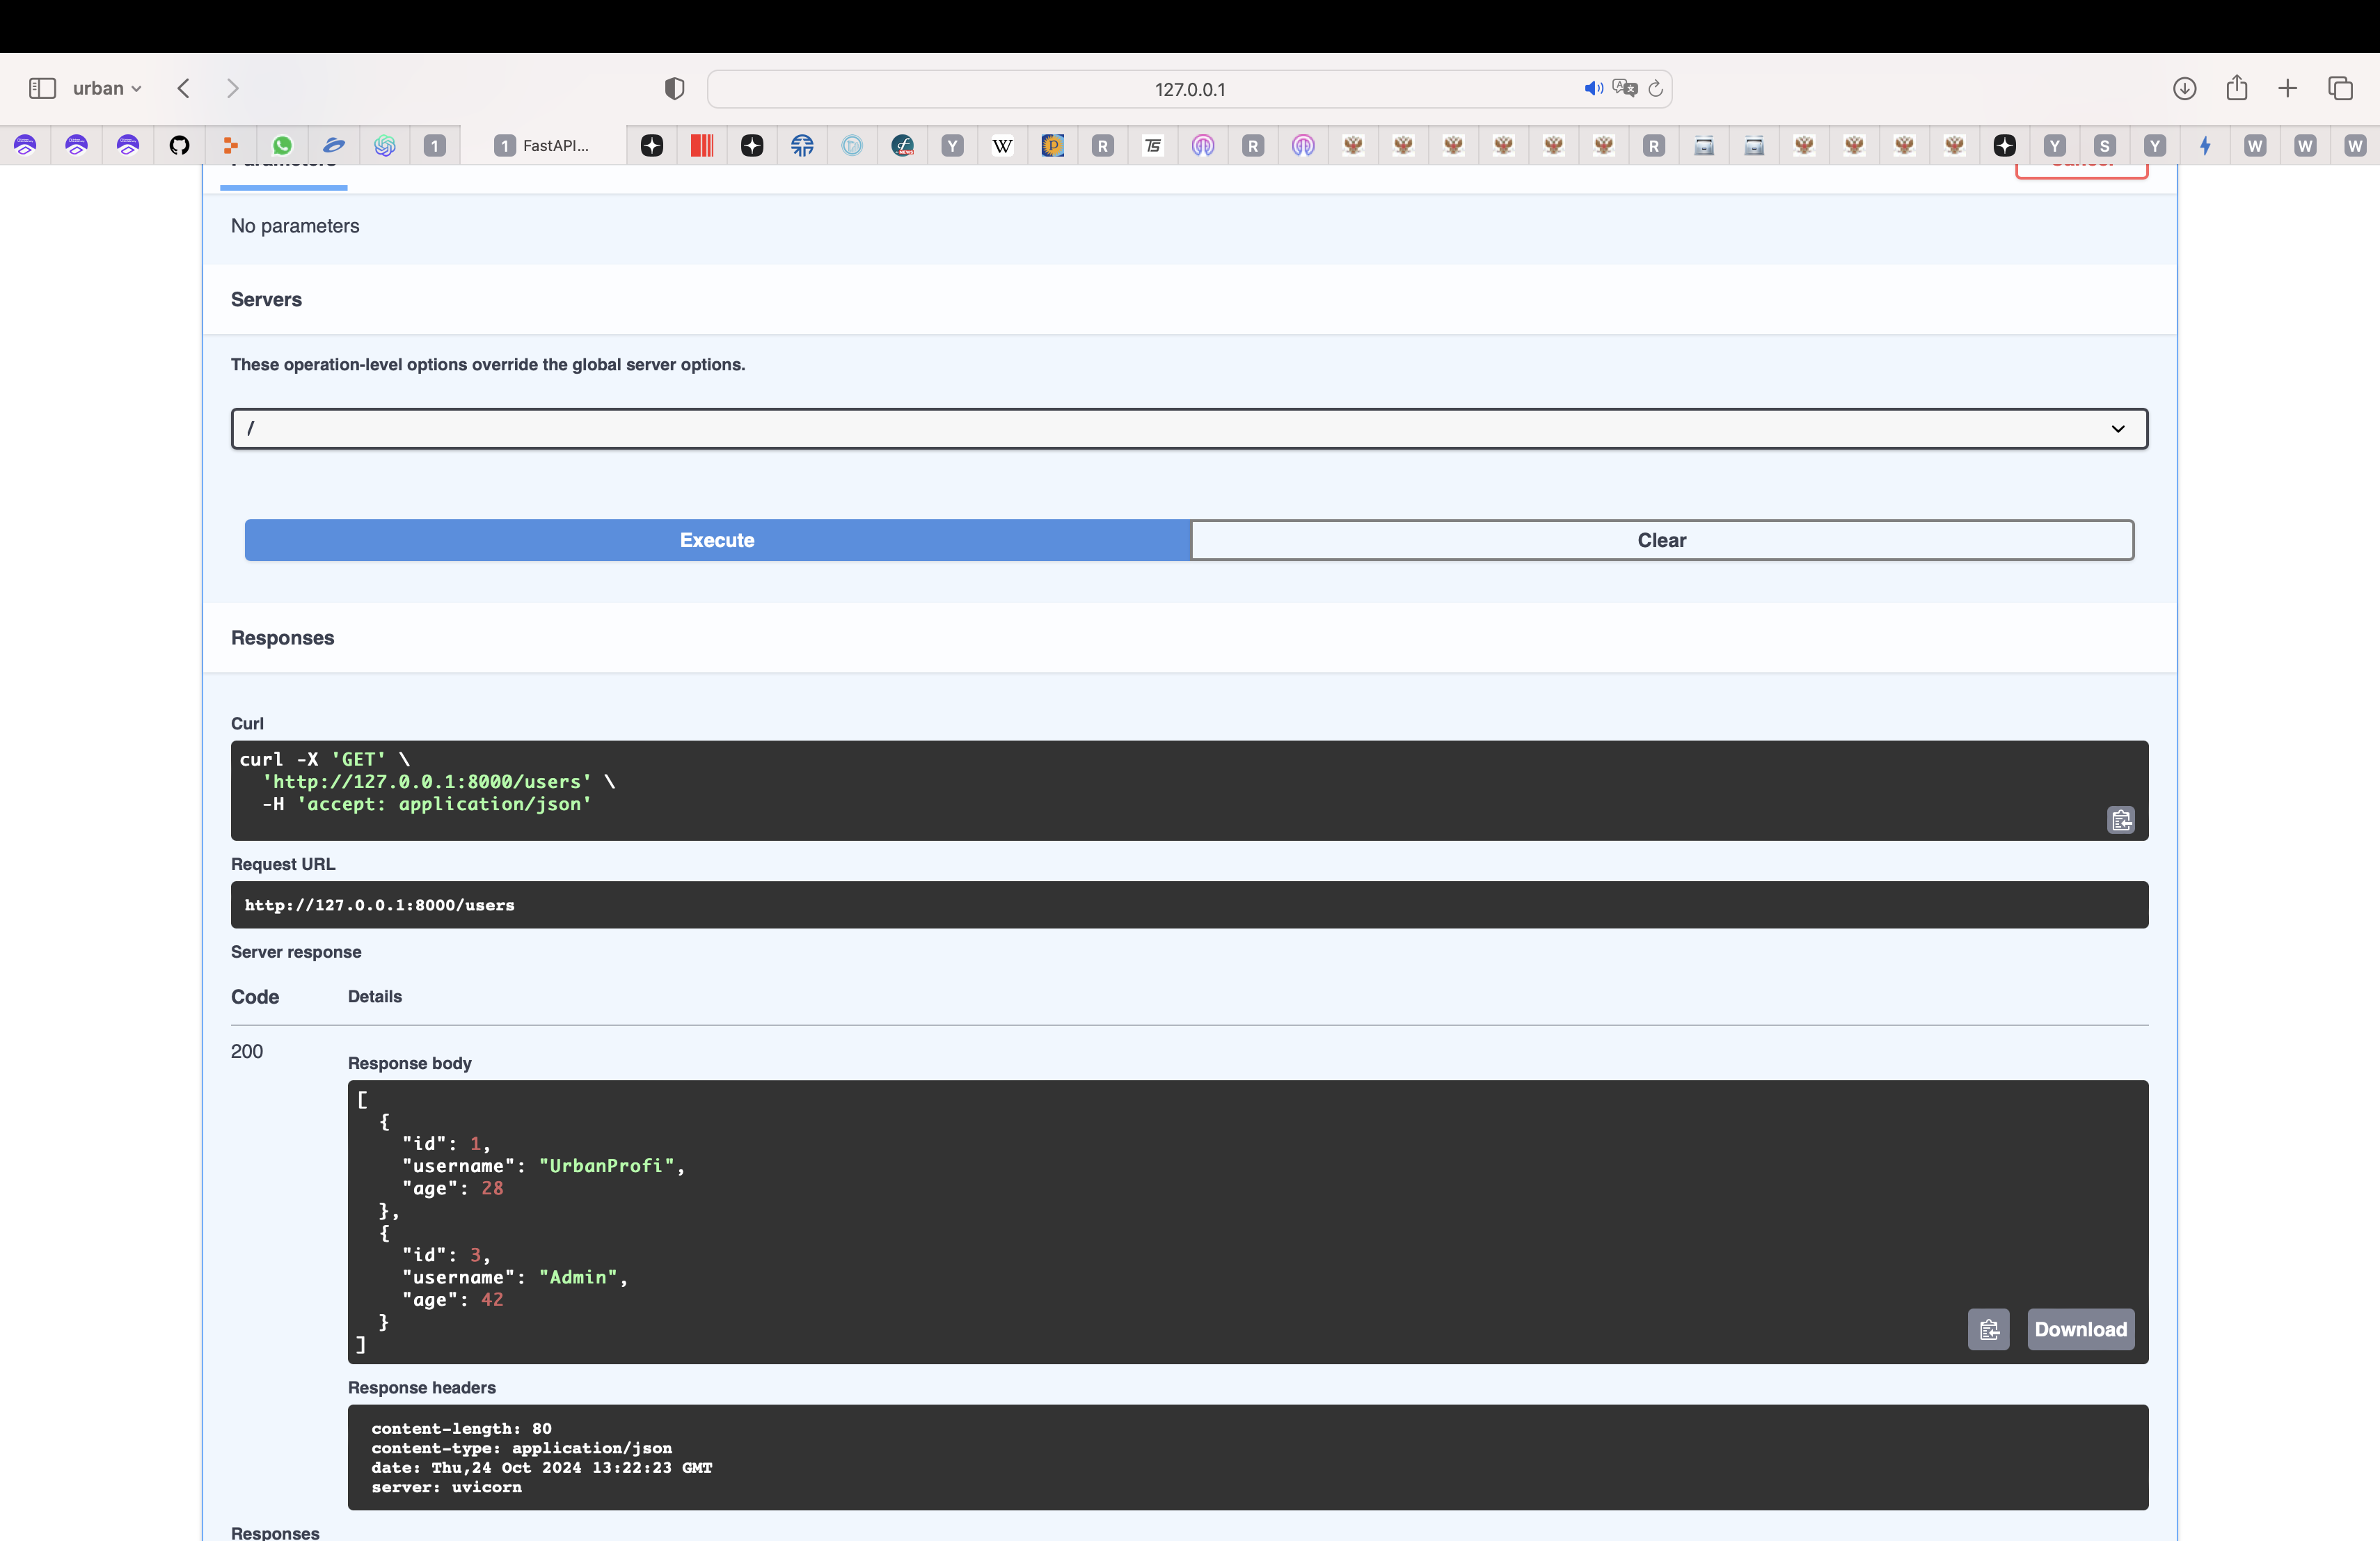 urban
127.0.0.1
1
1 FastAPI...
Y
W
P
R
TS
R
R
Y
S
Y
W
W
W
Parameters
Cancel
No parameters
Servers
These operation-level options override the global server options.
/
Execute
Clear
Responses
Curl
curl -X 'GET' \
'http://127.0.0.1:8000/users' \
-H 'accept: application/json'
Request URL
http://127.0.0.1:8000/users
Server response
Code
Details
200
Response body
[
{
"id": 1,
"username": "UrbanProfi",
"age": 28
},
{
"id": 3,
"username": "Admin",
"age": 42
}
]
Download
Response headers
content-length: 80
content-type: application/json
date: Thu,24 Oct 2024 13:22:23 GMT
server: uvicorn
Responses